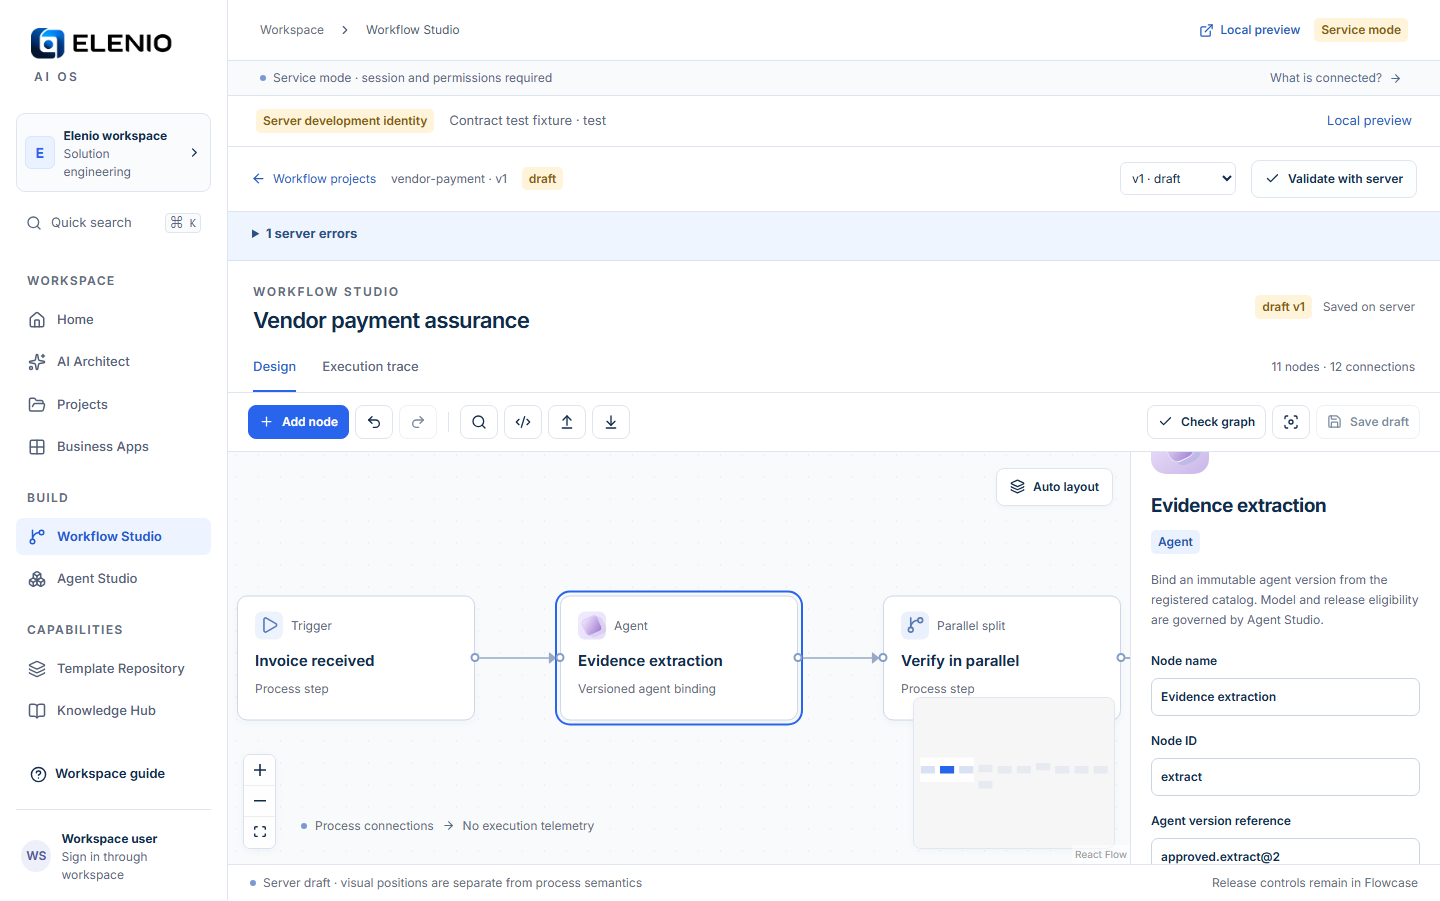 ELENIO
AI OS
E
Elenio workspace
Solution
engineering
Quick search
⌘ K
WORKSPACE
Home
AI Architect
Projects
Business Apps
BUILD
Workflow Studio
Agent Studio
CAPABILITIES
Template Repository
Knowledge Hub
Workspace guide
WS
Workspace user
Sign in through
workspace
Workspace
Workflow Studio
Local preview
Service mode
Service mode · session and permissions required
What is connected?
Server development identity
Contract test fixture · test
Local preview
Workflow projects
vendor-payment · v1
draft
v1 · draft
Validate with server
1 server errors
WORKFLOW STUDIO
Vendor payment assurance
draft v1
Saved on server
Design
Execution trace
11 nodes · 12 connections
Add node
Check graph
Save draft
Auto layout
Trigger
Invoice received
Process step
Agent
Evidence extraction
Versioned agent binding
Parallel split
Verify in parallel
Process step
Process connections → No execution telemetry
React Flow
Evidence extraction
Agent
Bind an immutable agent version from the
registered catalog. Model and release eligibility
are governed by Agent Studio.
Node name
Evidence extraction
Node ID
extract
Agent version reference
approved.extract@2
Server draft · visual positions are separate from process semantics
Release controls remain in Flowcase